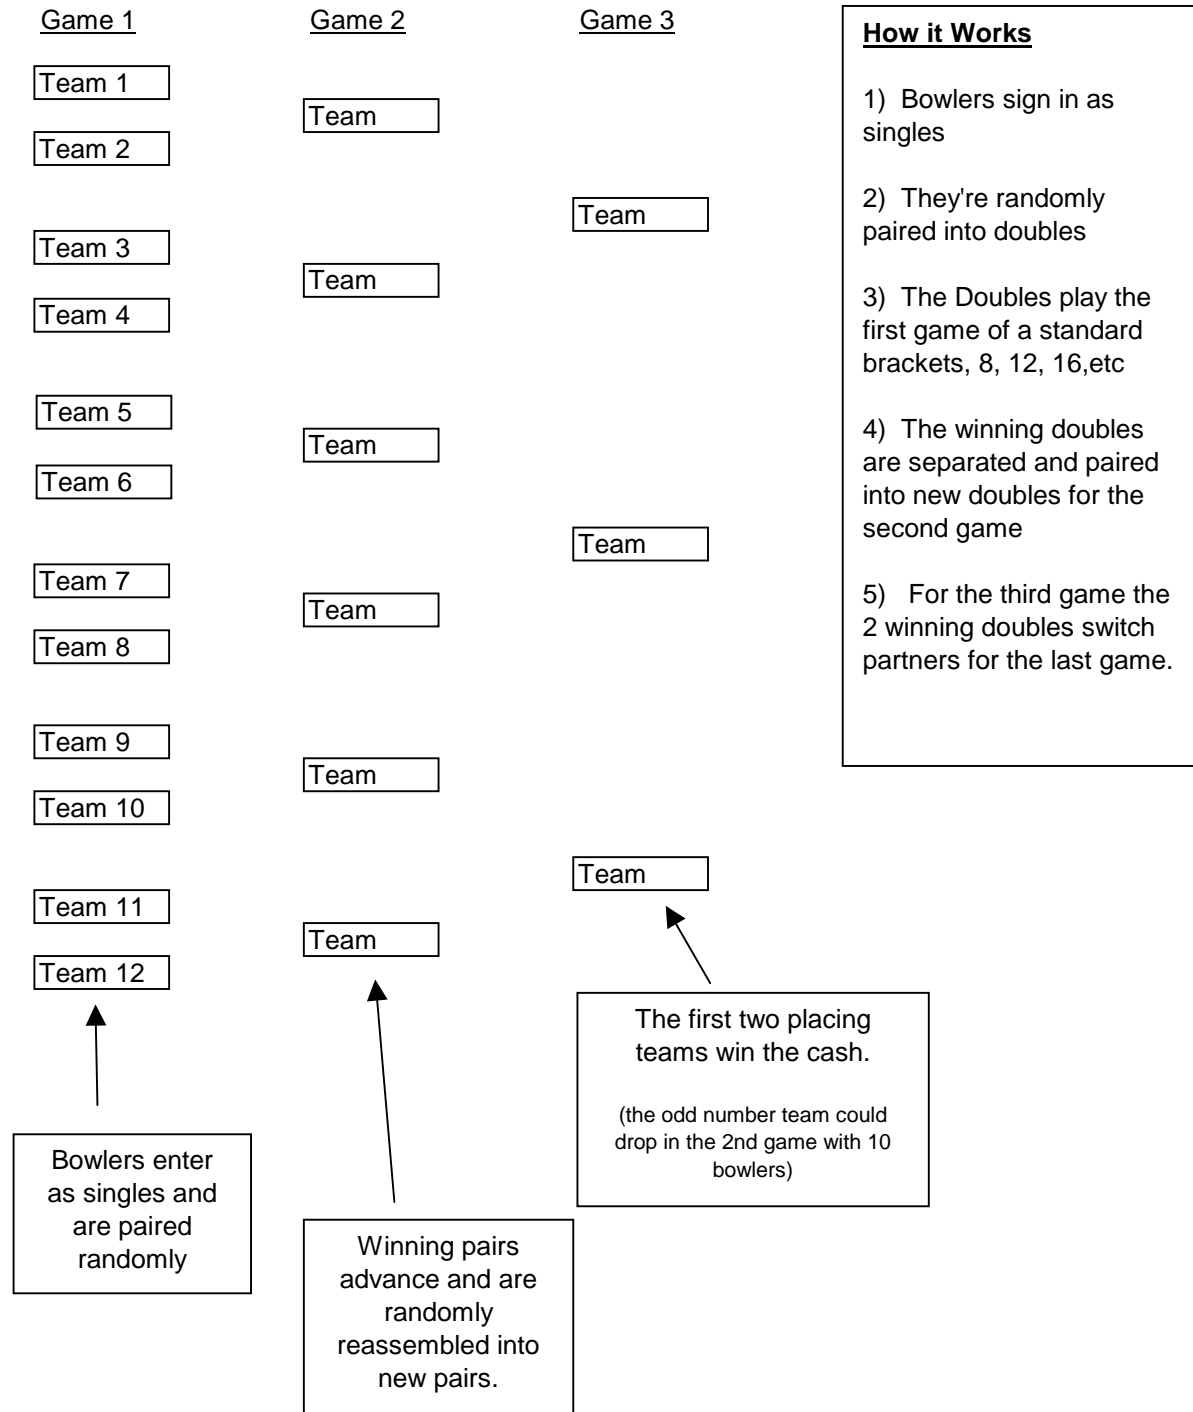 Game 1
Game 2
Game 3
Team 1
Team 2
Team 3
Team 4
Team 5
Team 6
Team 7
Team 8
Team 9
Team 10
Team 11
Team 12
Bowlers enter
as singles and
are paired
randomly
Team
Team
Team
Team
Team
Team
Winning pairs
advance and are
randomly
reassembled into
new pairs.
Team
Team
Team
The first two placing
teams win the cash.
(the odd number team could
drop in the 2nd game with 10
bowlers)
How it Works
1)  Bowlers sign in as
singles
2)  They're randomly
paired into doubles
3)  The Doubles play the
first game of a standard
brackets, 8, 12, 16,etc
4)  The winning doubles
are separated and paired
into new doubles for the
second game
5)   For the third game the
2 winning doubles switch
partners for the last game.